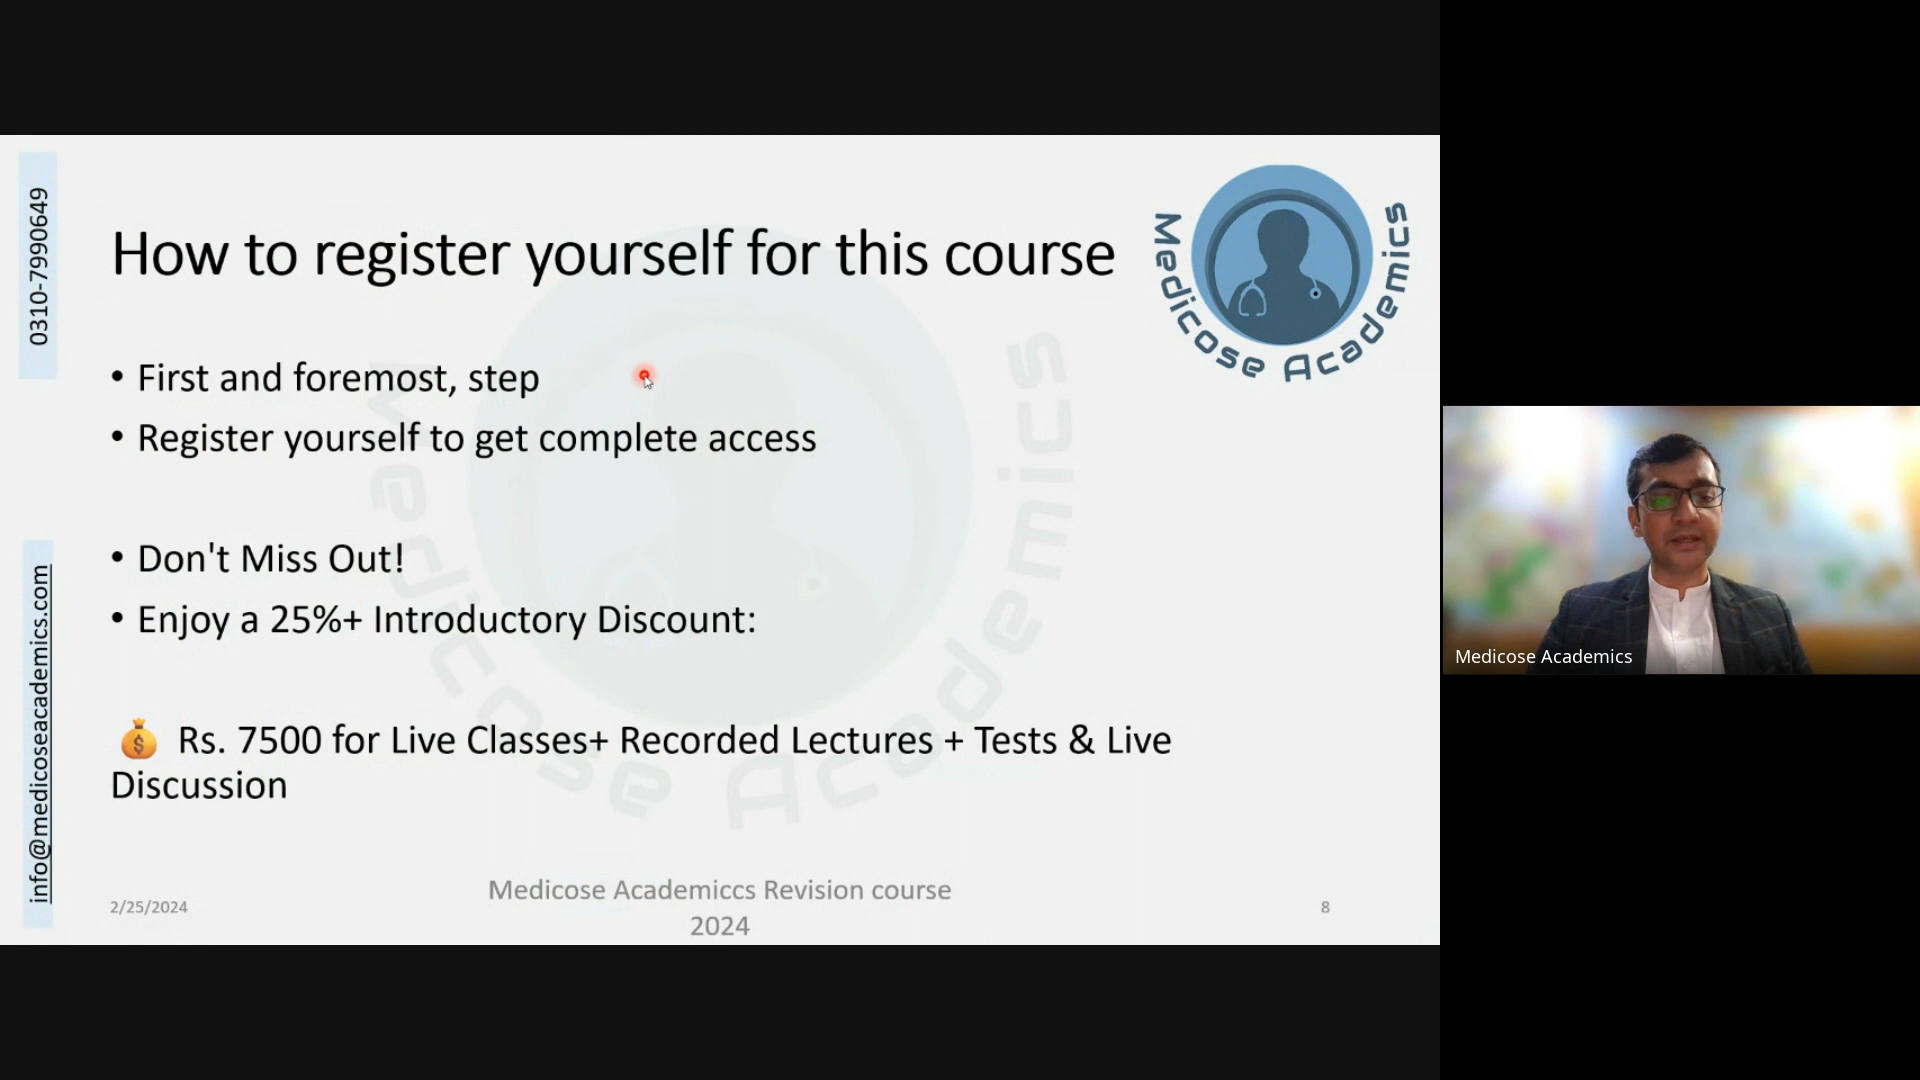 0310-7990649
info@medicoseacademics.com
How to register yourself for this course
Medicose Academics
• First and foremost, step
• Register yourself to get complete access
• Don't Miss Out!
• Enjoy a 25%+ Introductory Discount:
💰 Rs. 7500 for Live Classes+ Recorded Lectures + Tests & Live
Discussion
Medicose Academics
2/25/2024
Medicose Academiccs Revision course
2024
8
Medicose Academics